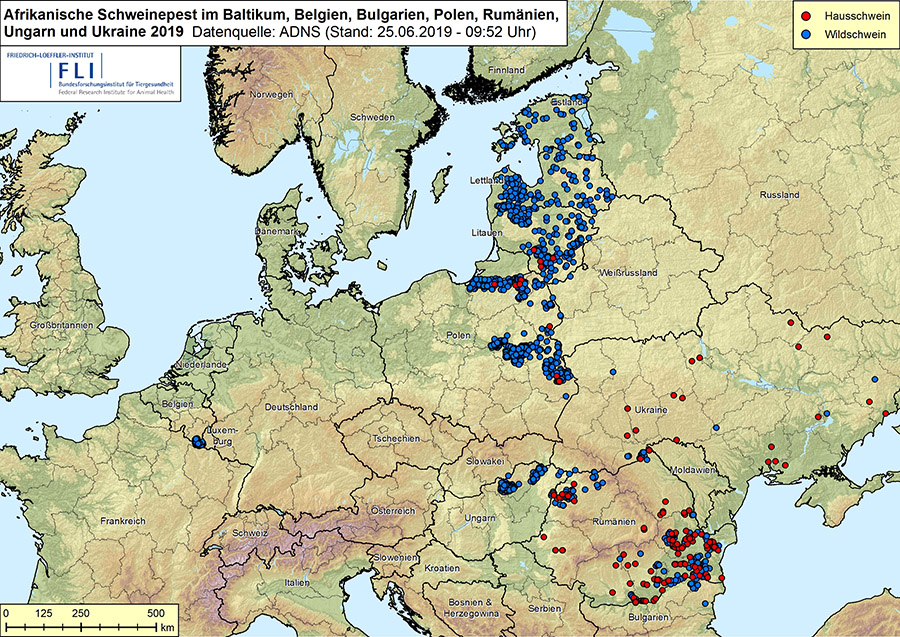 Afrikanische Schweinepest im Baltikum, Belgien, Bulgarien, Polen, Rumänien,
Ungarn und Ukraine 2019 Datenquelle: ADNS (Stand: 25.06.2019 - 09:52 Uhr)
Hausschwein
Wildschwein
FRIEDRICH-LOEFFLER-INSTITUT
FLI
Bundesforschungsinstitut für Tiergesundheit
Federal Research Institute for Animal Health
Finnland
Norwegen
Estland
Schweden
Lettland
Russland
Dänemark
Litauen
Weißrussland
Großbritannien
Polen
Niederlande
Belgien
Deutschland
Ukraine
Luxem-
burg
Tschechien
Slowakei
Moldawien
Österreich
Frankreich
Ungarn
Rumänien
Schweiz
Slowenien
Kroatien
Italien
Bosnien &
Herzegowina
Serbien
Bulgarien
0 125 250 500
km